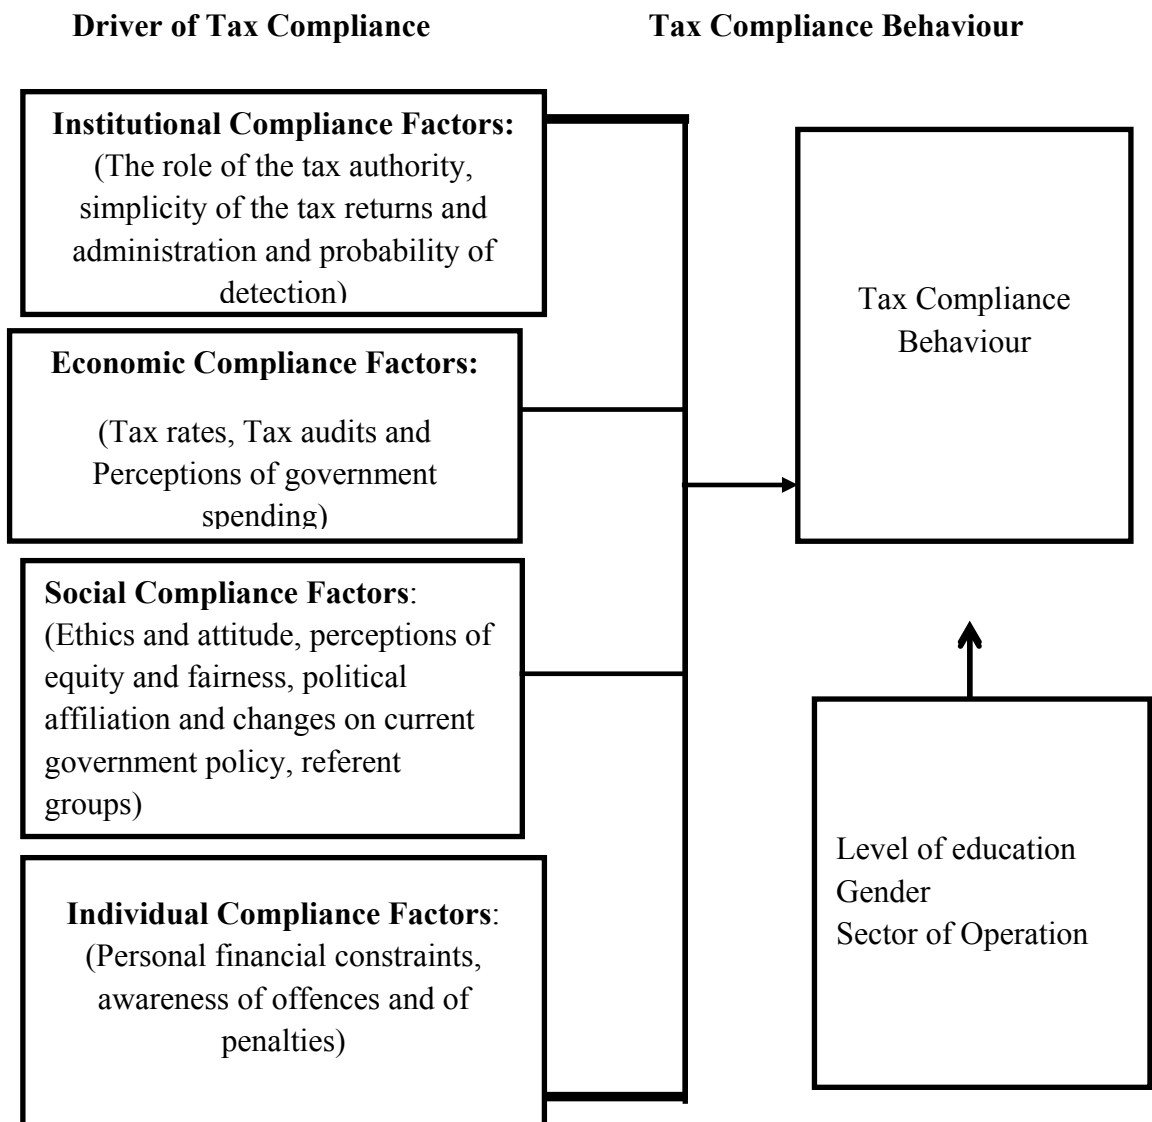 Driver of Tax Compliance
Tax Compliance Behaviour
Institutional Compliance Factors:
(The role of the tax authority,
simplicity of the tax returns and
administration and probability of
detection)
Economic Compliance Factors:
(Tax rates, Tax audits and
Perceptions of government
spending)
Social Compliance Factors:
(Ethics and attitude, perceptions of
equity and fairness, political
affiliation and changes on current
government policy, referent
groups)
Individual Compliance Factors:
(Personal financial constraints,
awareness of offences and of
penalties)
Tax Compliance
Behaviour
Level of education
Gender
Sector of Operation